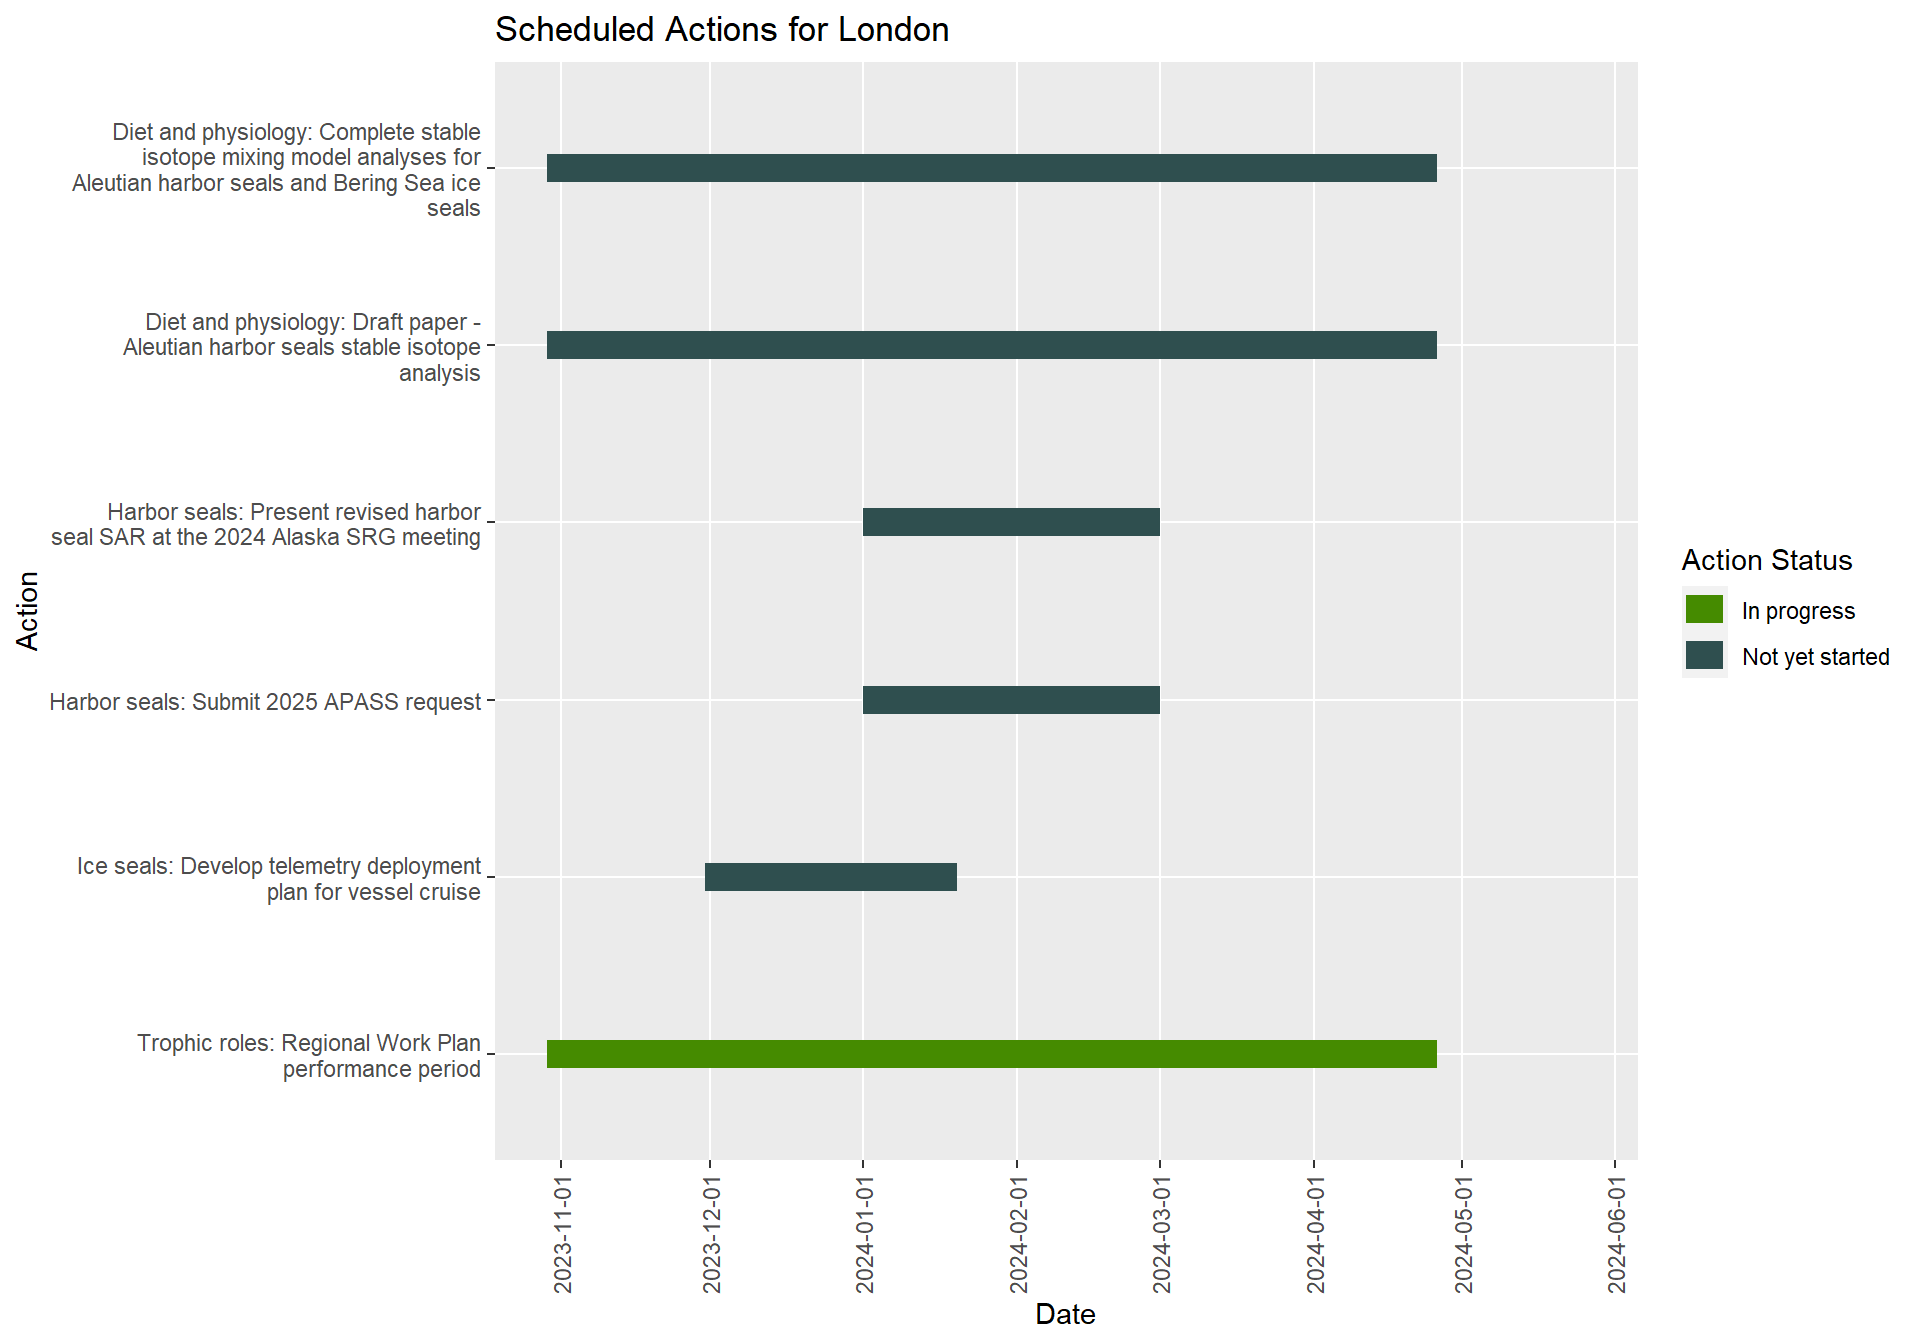 Scheduled Actions for London
Diet and physiology: Complete stable
isotope mixing model analyses for
Aleutian harbor seals and Bering Sea ice
seals
Diet and physiology: Draft paper -
Aleutian harbor seals stable isotope
analysis
Harbor seals: Present revised harbor
seal SAR at the 2024 Alaska SRG meeting
Harbor seals: Submit 2025 APASS request
Ice seals: Develop telemetry deployment
plan for vessel cruise
Trophic roles: Regional Work Plan
performance period
Action
2023-11-01
2023-12-01
2024-01-01
2024-02-01
2024-03-01
2024-04-01
2024-05-01
2024-06-01
Date
Action Status
In progress
Not yet started